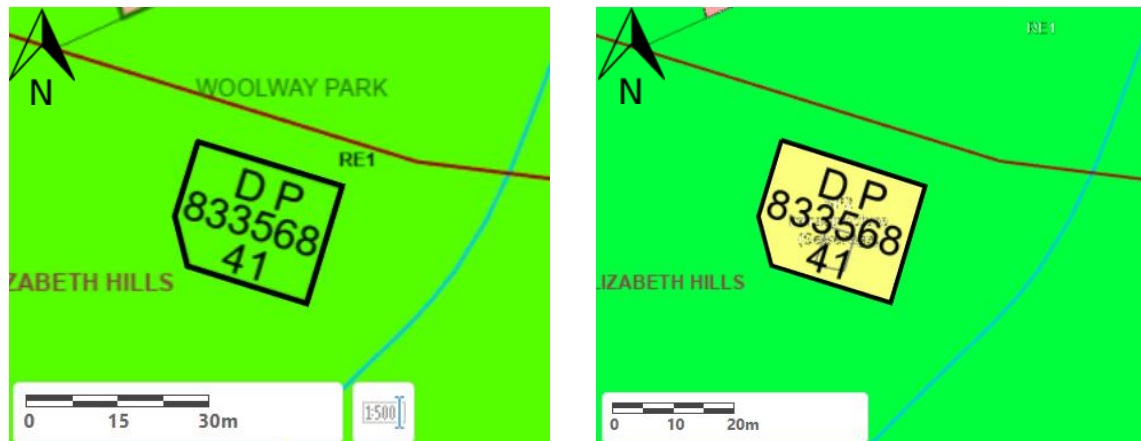 WOOLWAY PARK
N
RE1
D P
833568
41
ZABETH HILLS
0 15 30m
1:500
RE1
N
D P
833568
41
LIZABETH HILLS
0 10 20m